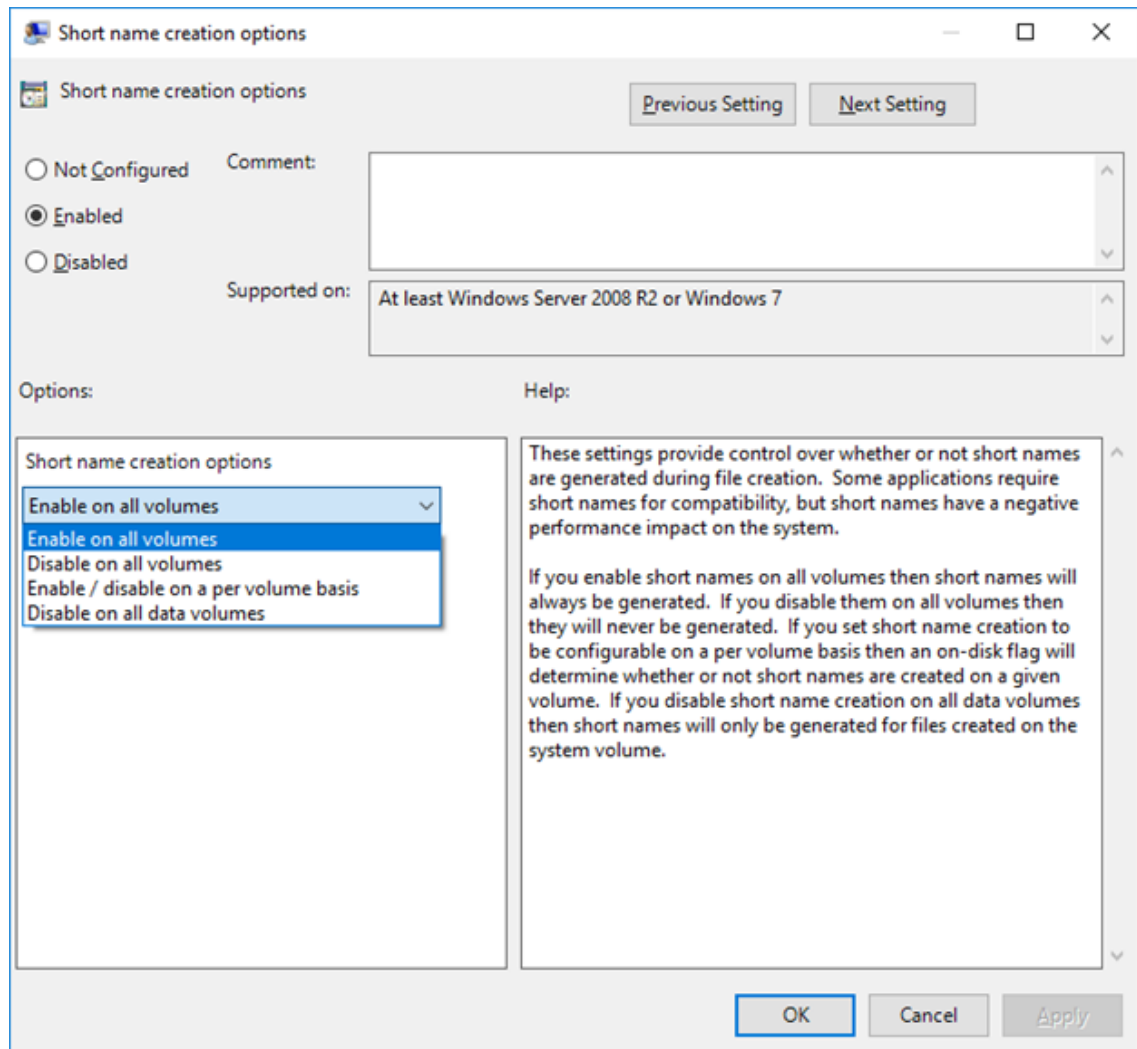 Short name creation options
Short name creation options
Previous Setting
Next Setting
Not Configured
Comment:
Enabled
Disabled
Supported on:
At least Windows Server 2008 R2 or Windows 7
Options:
Help:
Short name creation options
Enable on all volumes
Enable on all volumes
Disable on all volumes
Enable / disable on a per volume basis
Disable on all data volumes
These settings provide control over whether or not short names
are generated during file creation.  Some applications require
short names for compatibility, but short names have a negative
performance impact on the system.
If you enable short names on all volumes then short names will
always be generated.  If you disable them on all volumes then
they will never be generated.  If you set short name creation to
be configurable on a per volume basis then an on-disk flag will
determine whether or not short names are created on a given
volume.  If you disable short name creation on all data volumes
then short names will only be generated for files created on the
system volume.
OK
Cancel
Apply